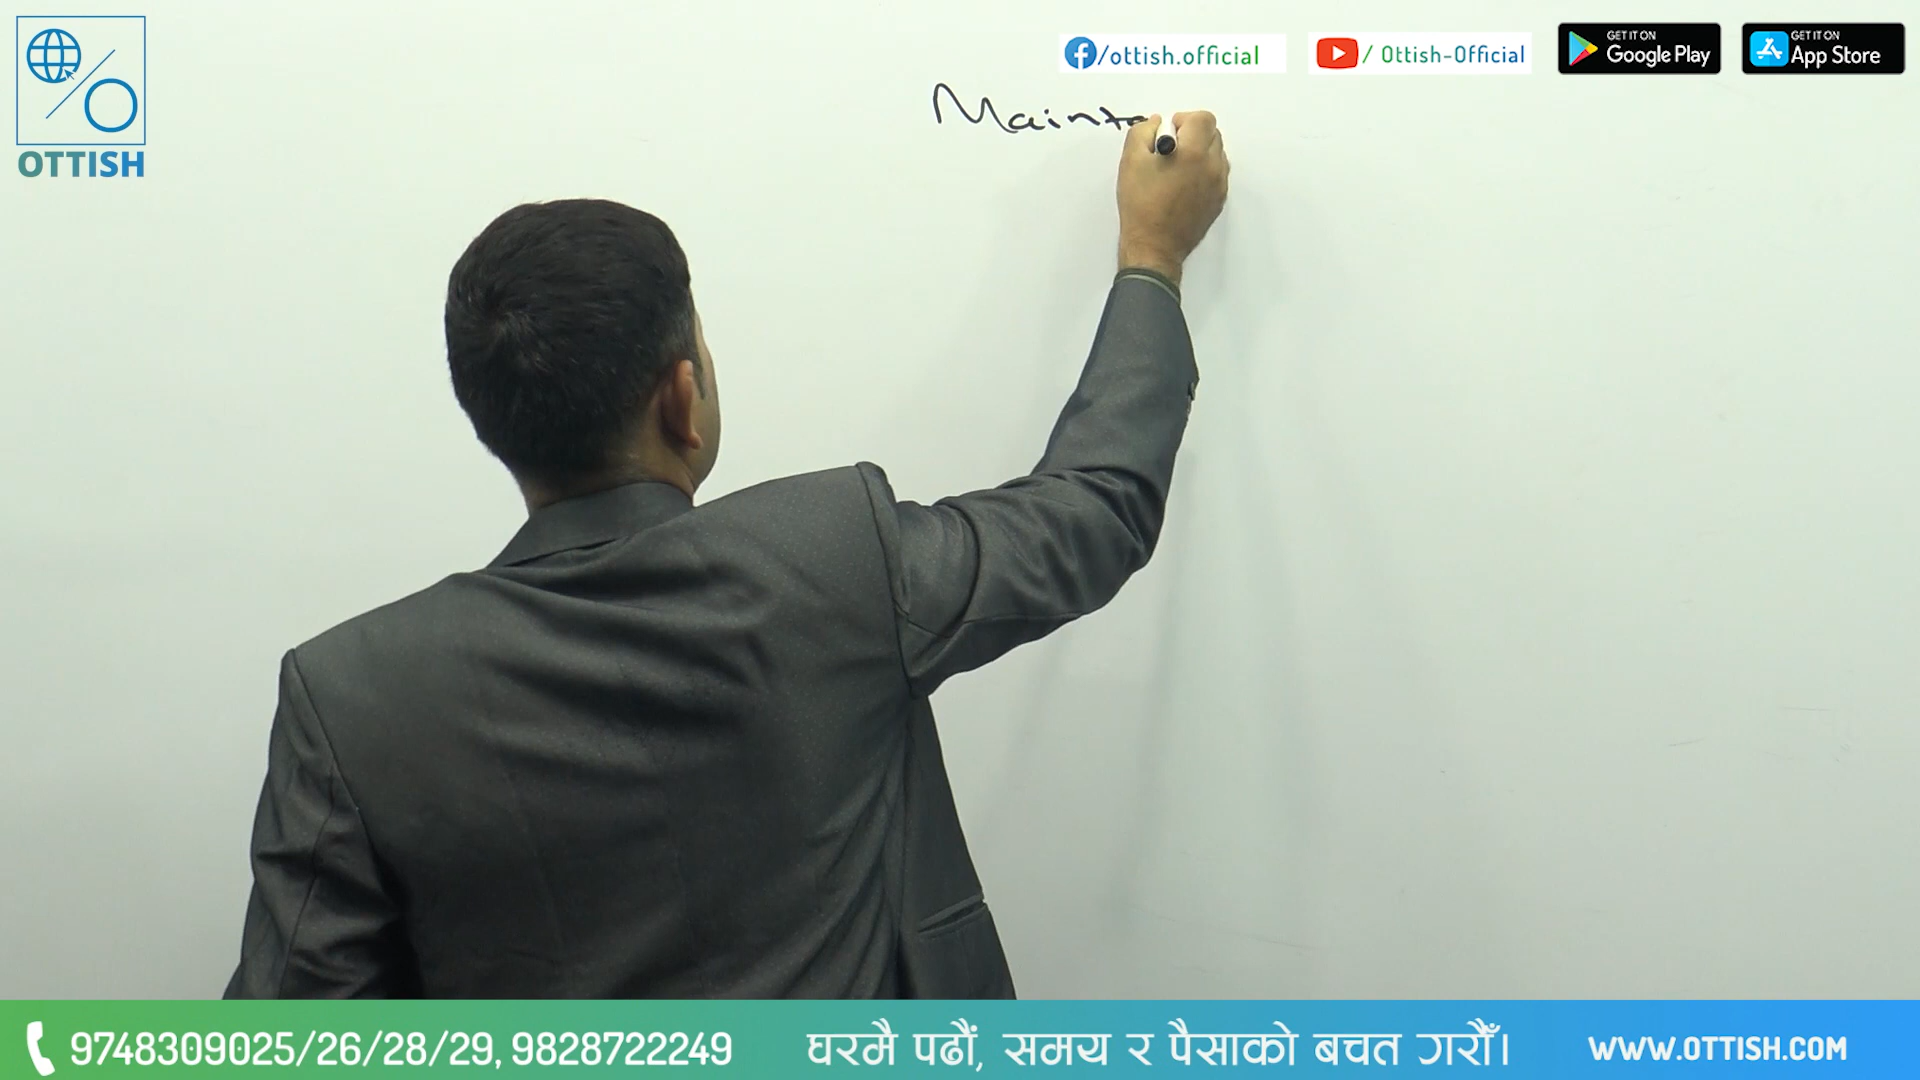 OTTISH
/ottish.official
/ Ottish-Official
GET IT ON
Google Play
GET IT ON
App Store
Mainta
9748309025/26/28/29, 9828722249
घरमै पढौं, समय र पैसाको बचत गरौँ।
WWW.OTTISH.COM